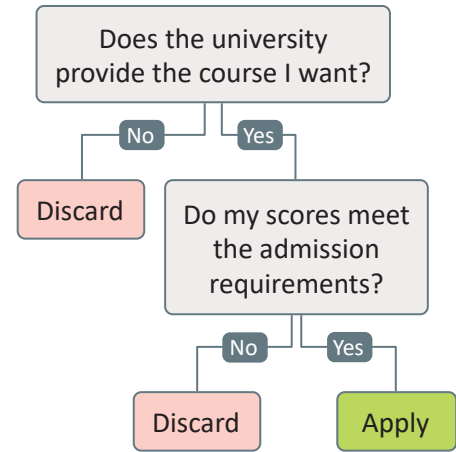 Does the university
provide the course I want?
No
Yes
Discard
Do my scores meet
the admission
requirements?
No
Yes
Discard
Apply